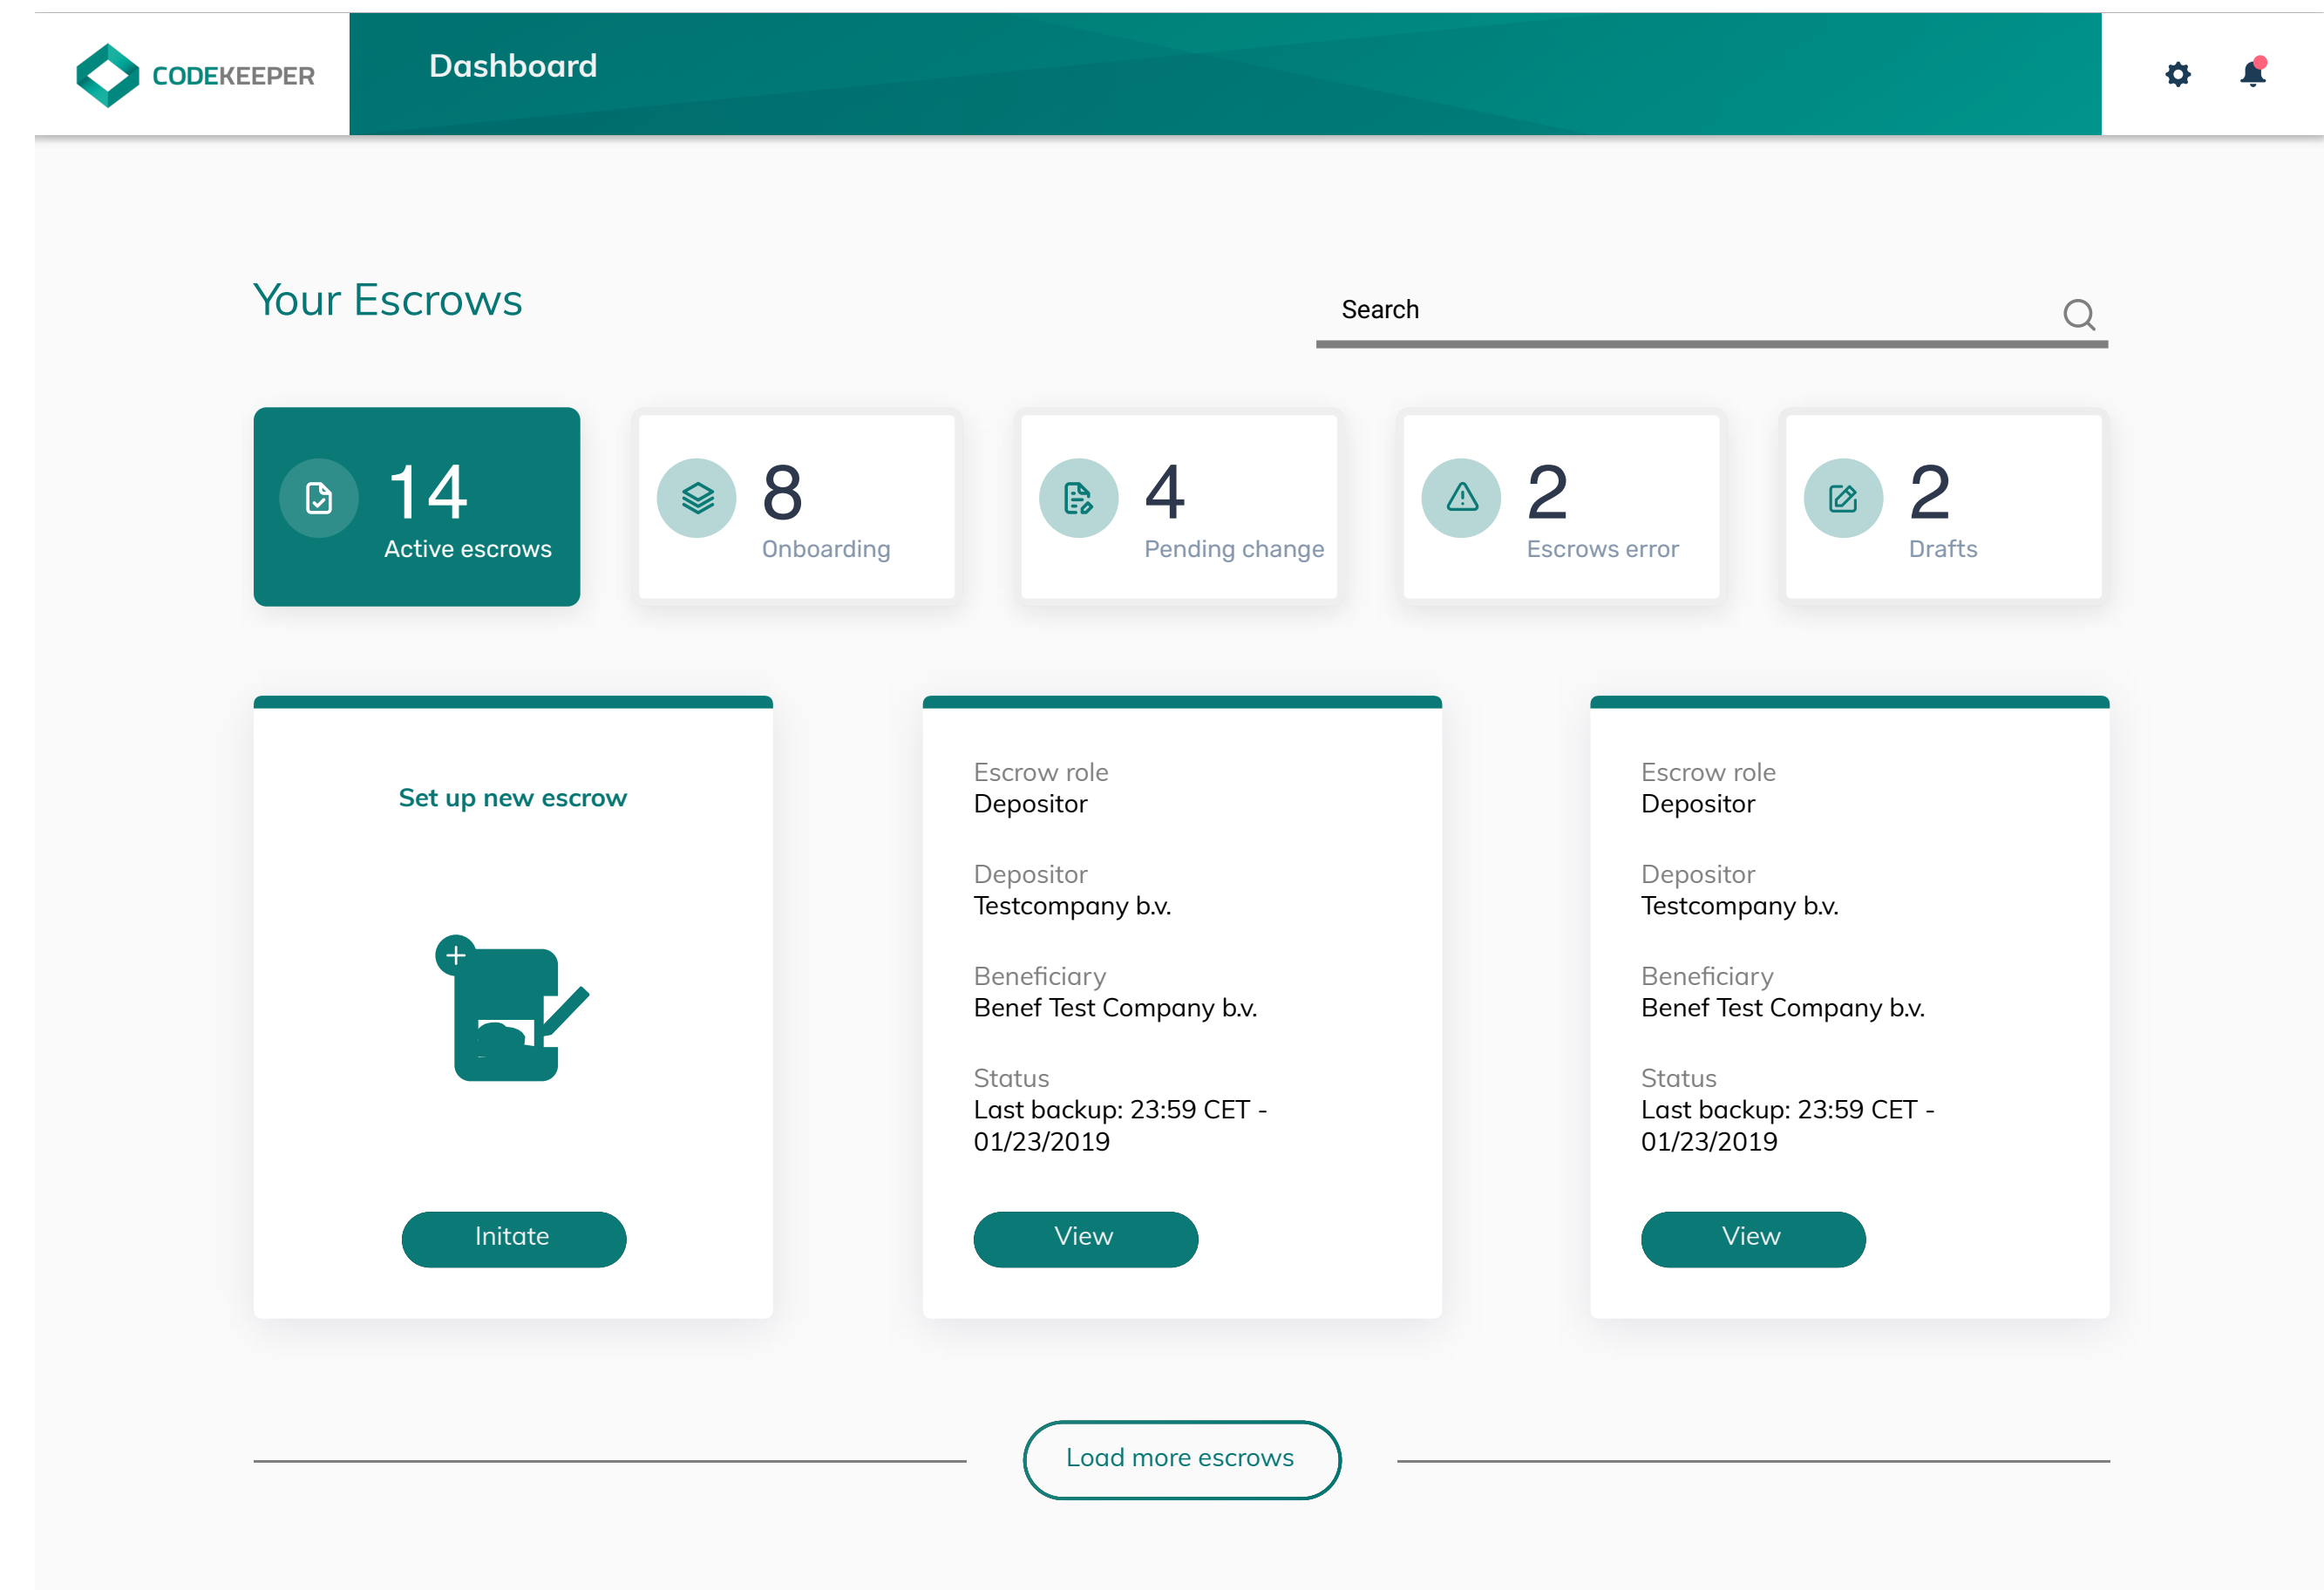 CODEKEEPER
Dashboard
Your Escrows
Search
14
Active escrows
8
Onboarding
4
Pending change
2
Escrows error
2
Drafts
Set up new escrow
Initate
Escrow role
Depositor
Depositor
Testcompany b.v.
Beneficiary
Benef Test Company b.v.
Status
Last backup: 23:59 CET -
01/23/2019
View
Escrow role
Depositor
Depositor
Testcompany b.v.
Beneficiary
Benef Test Company b.v.
Status
Last backup: 23:59 CET -
01/23/2019
View
Load more escrows